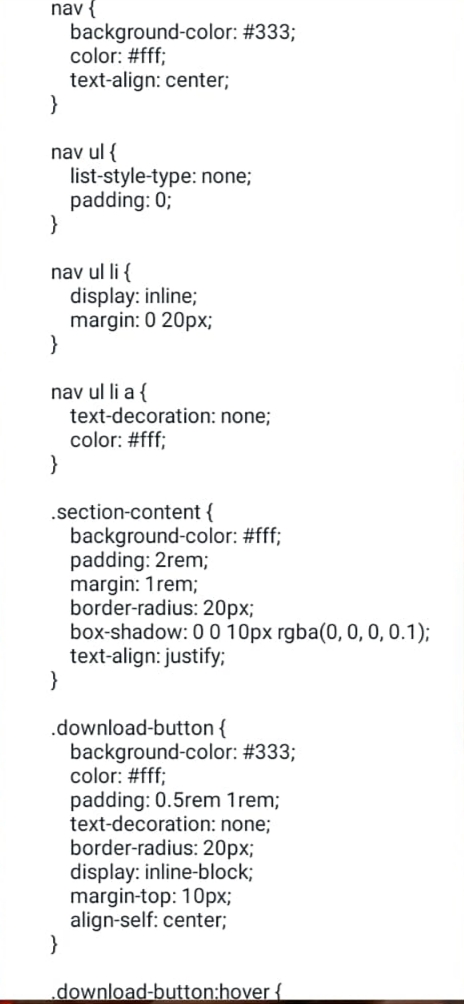 nav {
background-color: #333;
color: #fff;
text-align: center;
}
nav ul {
list-style-type: none;
padding: 0;
}
nav ul li {
display: inline;
margin: 0 20px;
}
nav ul li a {
text-decoration: none;
color: #fff;
}
.section-content {
background-color: #fff;
padding: 2rem;
margin: 1rem;
border-radius: 20px;
box-shadow: 0 0 10px rgba(0, 0, 0, 0.1);
text-align: justify;
}
.download-button {
background-color: #333;
color: #fff;
padding: 0.5rem 1rem;
text-decoration: none;
border-radius: 20px;
display: inline-block;
margin-top: 10px;
align-self: center;
}
.download-button:hover {